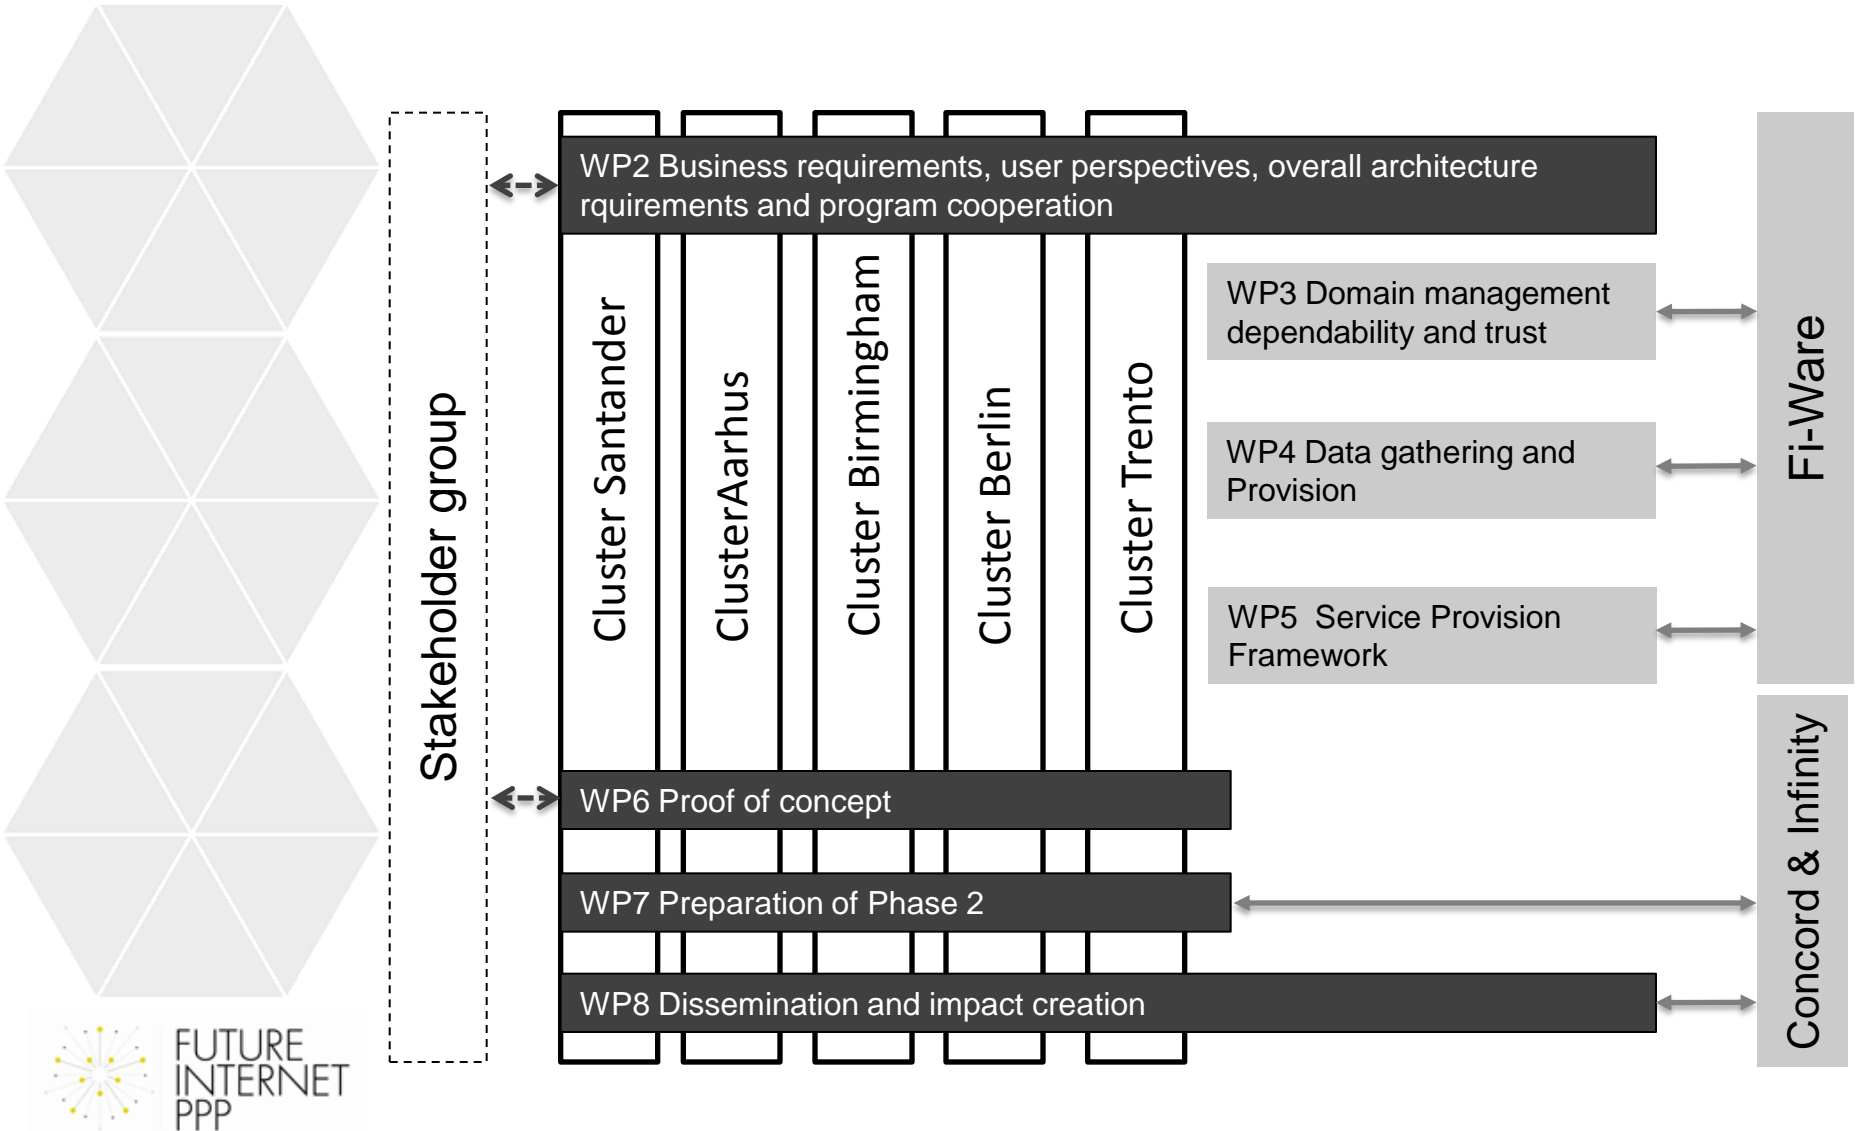 WP2 Business requirements, user perspectives, overall architecture
rquirements and program cooperation
Stakeholder group
Cluster Santander
ClusterAarhus
Cluster Birmingham
Cluster Berlin
Cluster Trento
WP3 Domain management
dependability and trust
WP4 Data gathering and
Provision
WP5  Service Provision
Framework
Fi-Ware
WP6 Proof of concept
WP7 Preparation of Phase 2
WP8 Dissemination and impact creation
Concord & Infinity
FUTURE
INTERNET
PPP